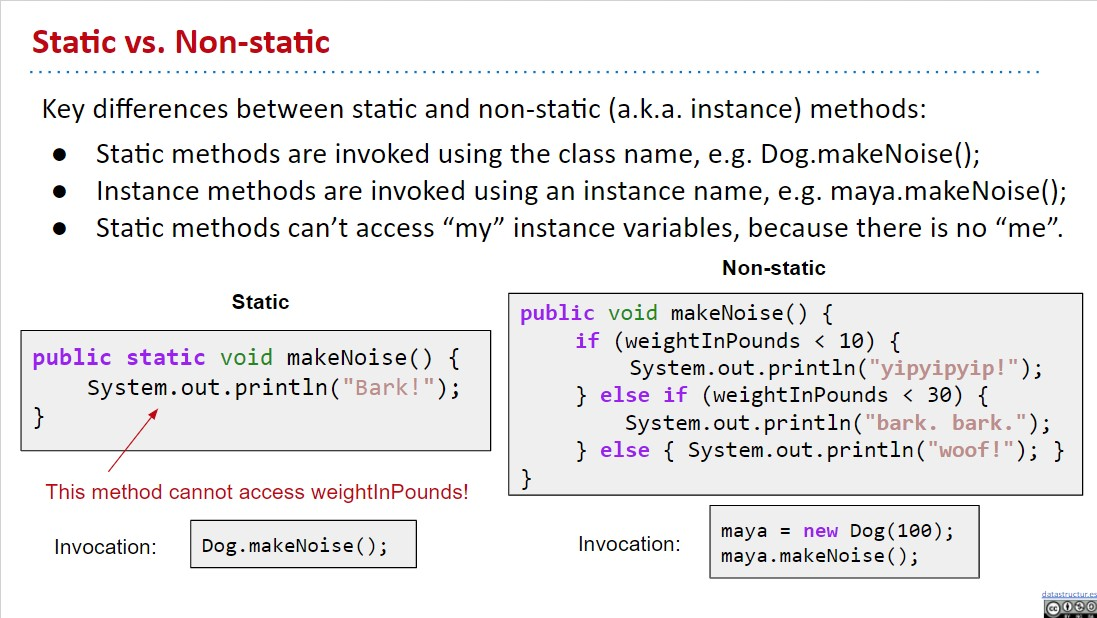 Static vs. Non-static
Key differences between static and non-static (a.k.a. instance) methods:
● Static methods are invoked using the class name, e.g. Dog.makeNoise();
● Instance methods are invoked using an instance name, e.g. maya.makeNoise();
● Static methods can’t access “my” instance variables, because there is no “me”.
Static
public static void makeNoise() {
    System.out.println("Bark!");
}
This method cannot access weightInPounds!
Invocation:
Dog.makeNoise();
Non-static
public void makeNoise() {
    if (weightInPounds < 10) {
        System.out.println("yipyipyip!");
    } else if (weightInPounds < 30) {
        System.out.println("bark. bark.");
    } else { System.out.println("woof!"); }
}
Invocation:
maya = new Dog(100);
maya.makeNoise();
datastructur.es